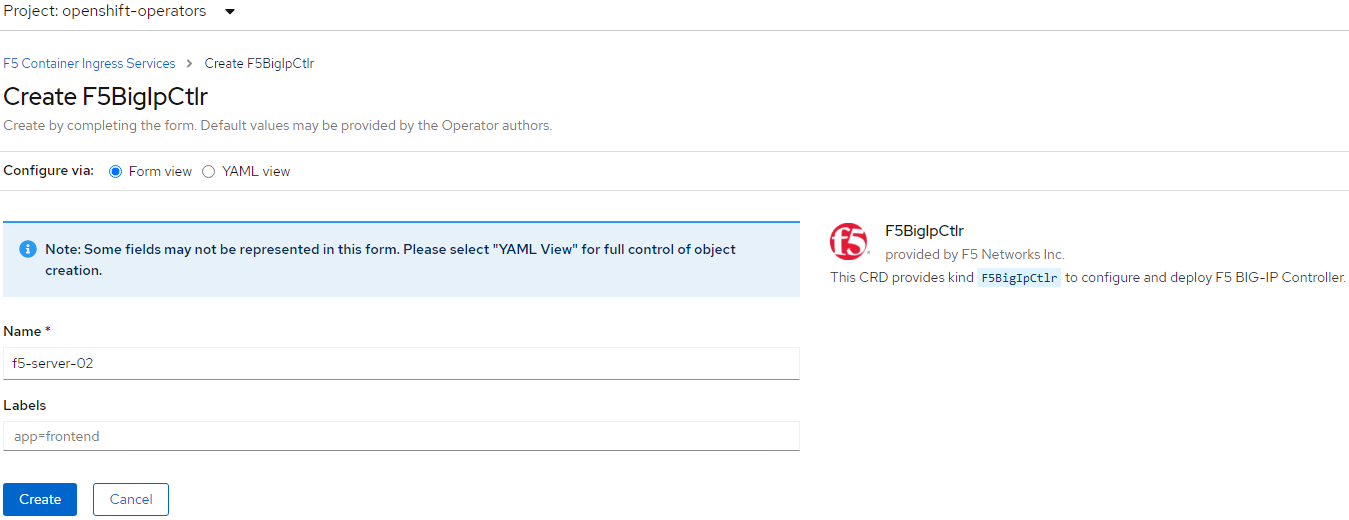 Project: openshift-operators
F5 Container Ingress Services > Create F5BigIpCtlr
Create F5BigIpCtlr
Create by completing the form. Default values may be provided by the Operator authors.
Configure via: Form view YAML view
Note: Some fields may not be represented in this form. Please select "YAML View" for full control of object
creation.
Name *
f5-server-02
Labels
app=frontend
Create Cancel
f5
F5BigIpCtlr
provided by F5 Networks Inc.
This CRD provides kind F5BigIpCtlr to configure and deploy F5 BIG-IP Controller.